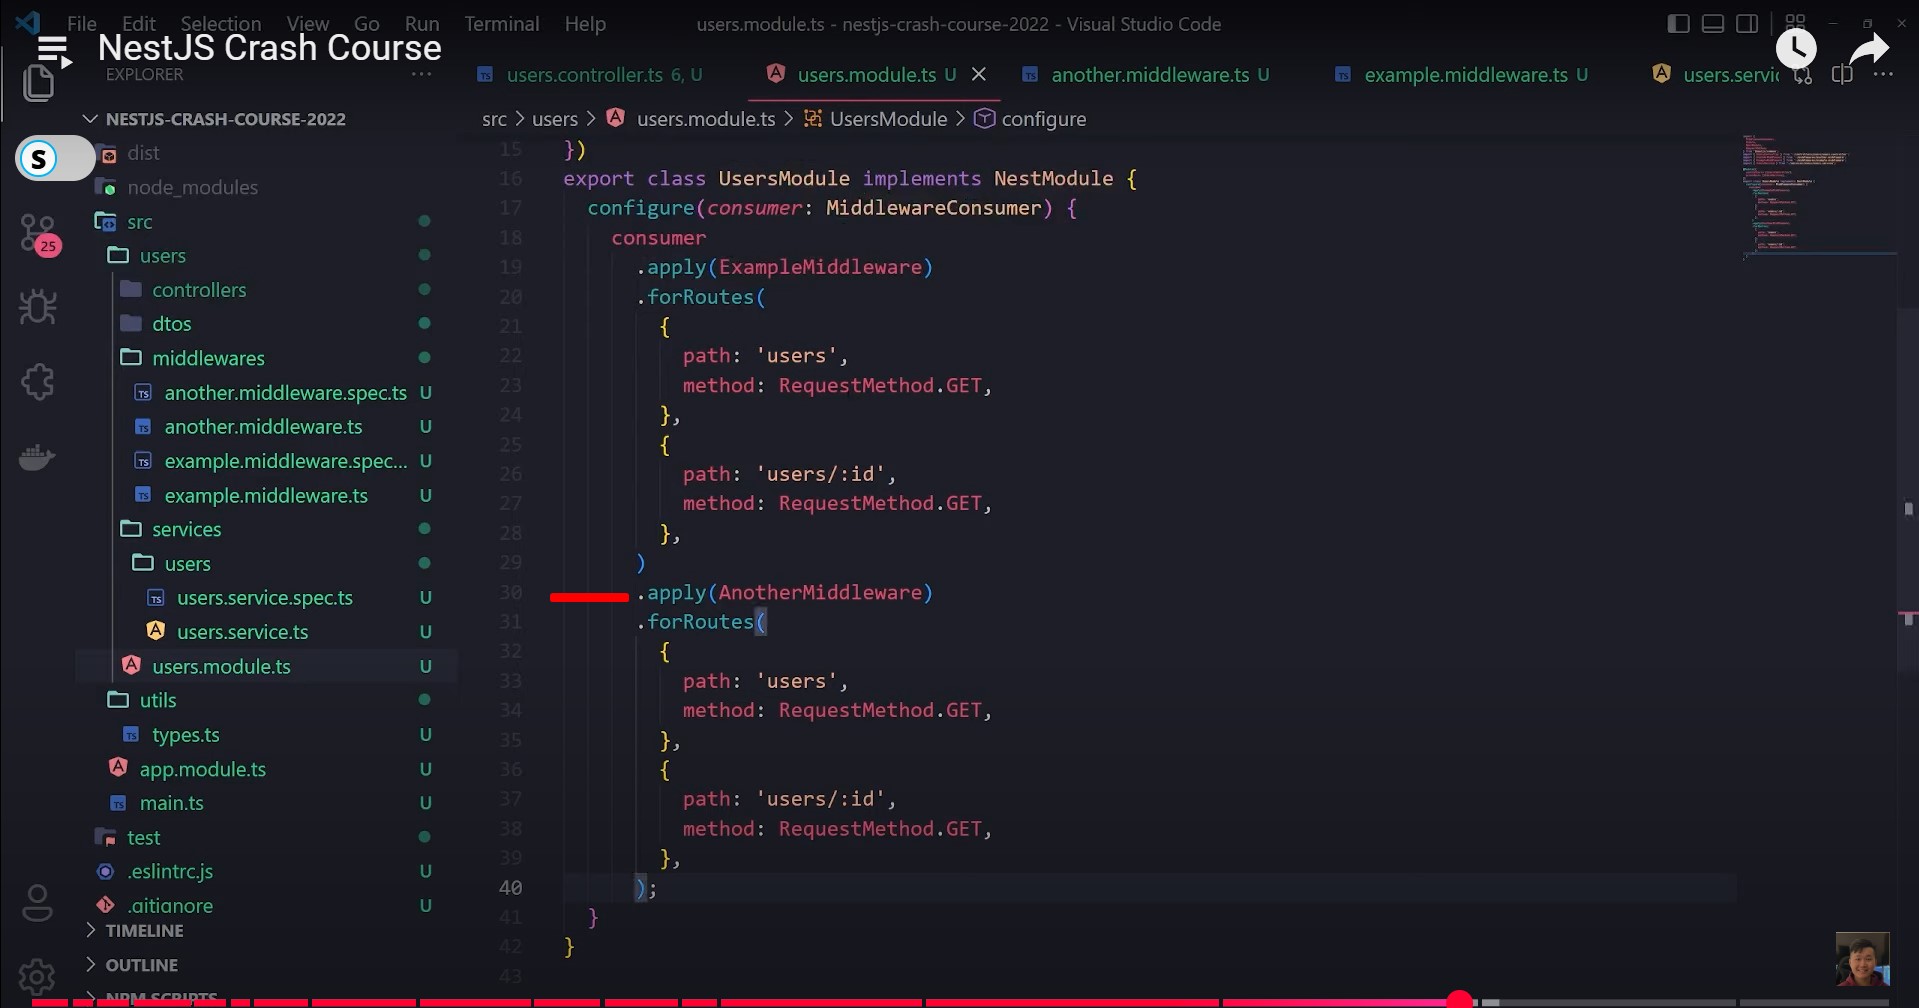 File Edit Selection View Go Run Terminal Help
users.module.ts - nestjs-crash-course-2022 - Visual Studio Code
NestJS Crash Course
EXPLORER
users.controller.ts 6, U
users.module.ts U
another.middleware.ts U
example.middleware.ts U
users.servi
NESTJS-CRASH-COURSE-2022
src > users > users.module.ts > UsersModule > configure
S
25
dist
node_modules
src
users
controllers
dtos
middlewares
another.middleware.spec.ts U
another.middleware.ts U
example.middleware.spec... U
example.middleware.ts U
services
users
users.service.spec.ts U
users.service.ts U
users.module.ts U
utils
types.ts U
app.module.ts U
main.ts U
test
.eslintrc.js U
.gitignore U
TIMELINE
OUTLINE
NPM SCRIPTS
15 })
16 export class UsersModule implements NestModule {
17 configure(consumer: MiddlewareConsumer) {
18 consumer
19 .apply(ExampleMiddleware)
20 .forRoutes(
21 {
22 path: 'users',
23 method: RequestMethod.GET,
24 },
25 {
26 path: 'users/:id',
27 method: RequestMethod.GET,
28 },
29 )
30 .apply(AnotherMiddleware)
31 .forRoutes(
32 {
33 path: 'users',
34 method: RequestMethod.GET,
35 },
36 {
37 path: 'users/:id',
38 method: RequestMethod.GET,
39 },
40 );
41 }
42 }
43